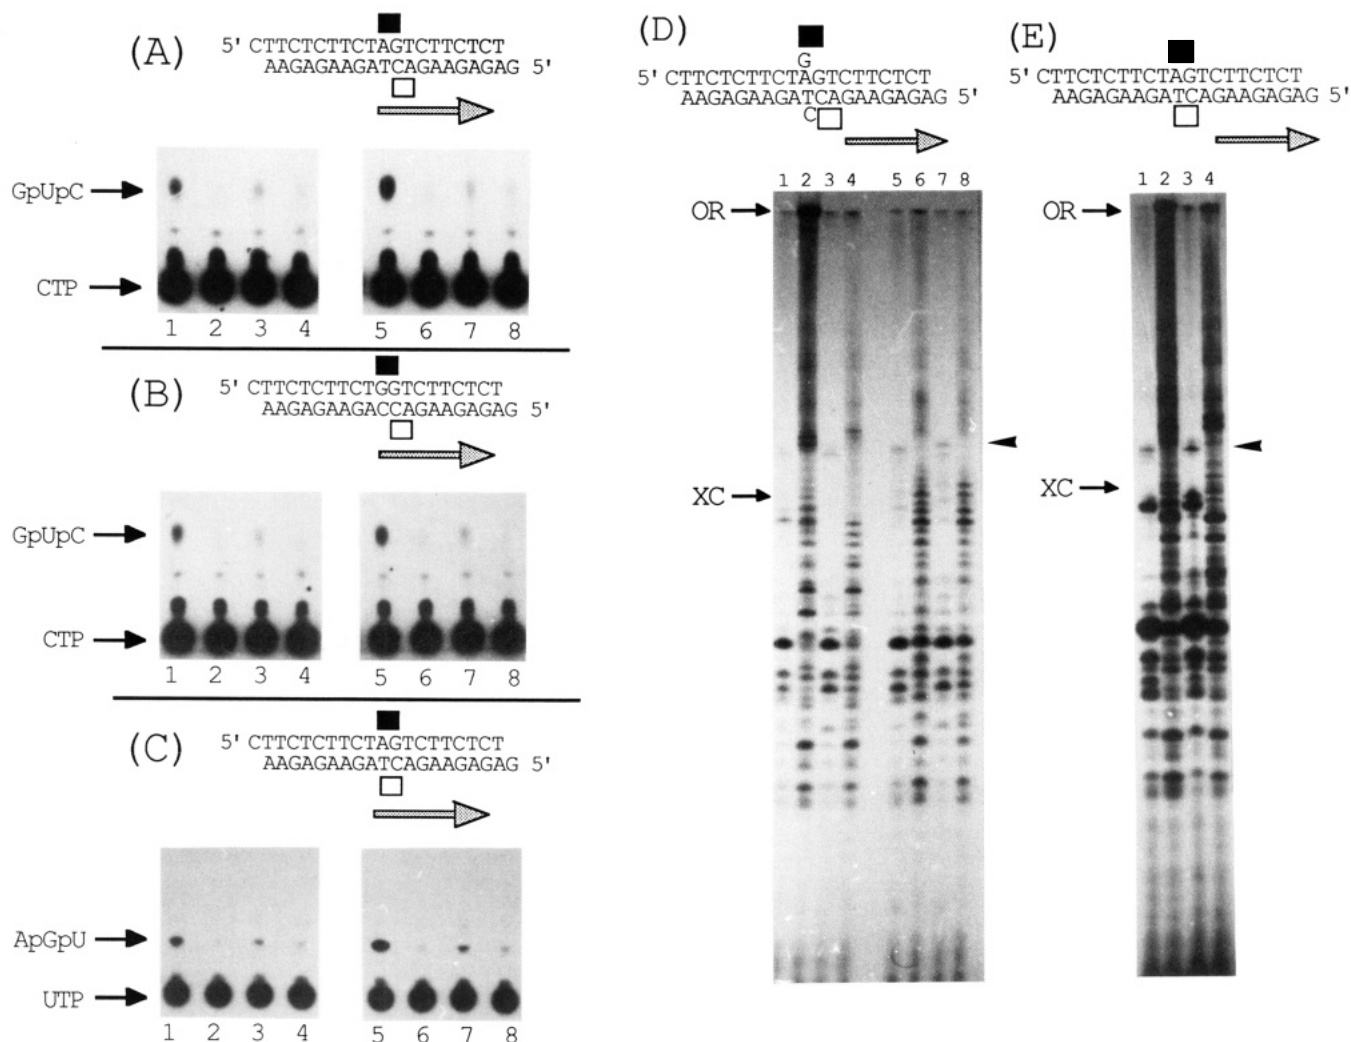 (A)
5' CTTCTCTTCTAGTCTTCTCT
AAGAGAAGATCAGAAGAGAG 5'
GpUpC
CTP
1 2 3 4 5 6 7 8
(B)
5' CTTCTCTTCTGGTCTTCTCT
AAGAGAAGACCAGAAGAGAG 5'
GpUpC
CTP
1 2 3 4 5 6 7 8
(C)
5' CTTCTCTTCTAGTCTTCTCT
AAGAGAAGATCAGAAGAGAG 5'
ApGpU
UTP
1 2 3 4 5 6 7 8
(D)
G
5' CTTCTCTTCTAGTCTTCTCT
AAGAGAAGATCAGAAGAGAG 5'
C
1 2 3 4 5 6 7 8
OR
XC
(E)
5' CTTCTCTTCTAGTCTTCTCT
AAGAGAAGATCAGAAGAGAG 5'
1 2 3 4
OR
XC